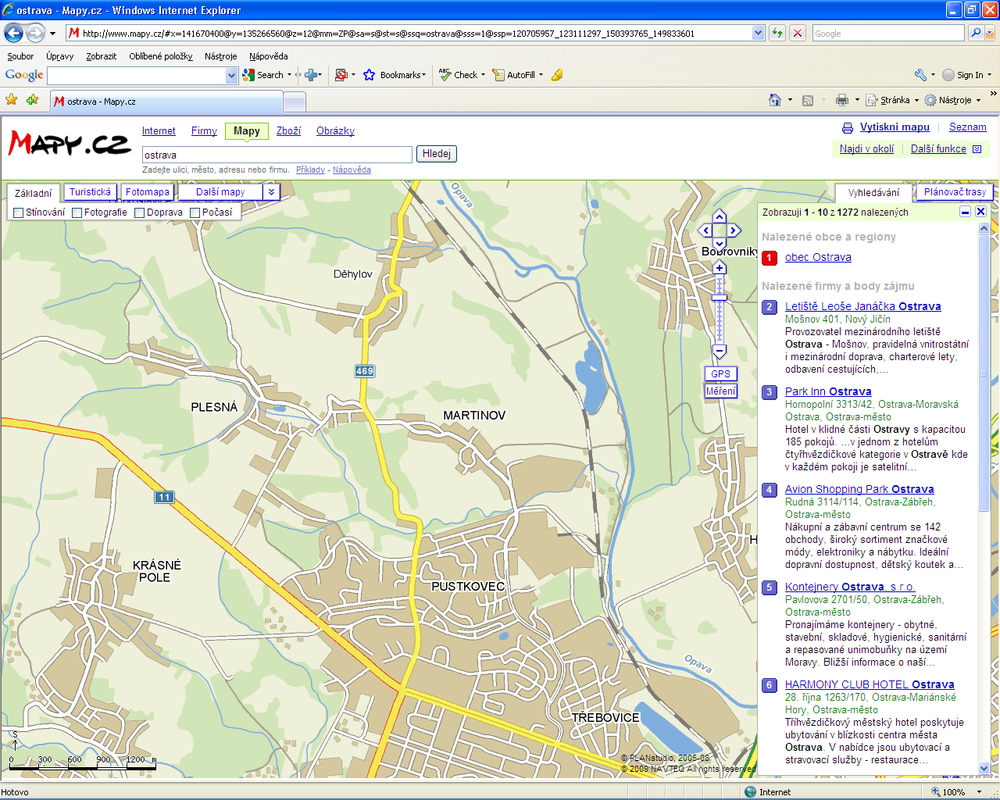 ostrava - Mapy.cz - Windows Internet Explorer
http://www.mapy.cz/#x=141670400@y=135266560@z=12@mm=ZP@sa=s@st=s@ssq=ostrava@sss=1@ssp=120705957_123111297_150393765_149833601
Google
Soubor Úpravy Zobrazit Oblíbené položky Nástroje Nápověda
Google Search Bookmarks Check AutoFill Sign In
ostrava - Mapy.cz
Stránka Nástroje
MAPY.CZ
Internet Firmy Mapy Zboží Obrázky
ostrava Hledej
Zadejte ulici, město, adresu nebo firmu. Příklady - Nápověda
Vytiskni mapu Seznam
Najdi v okolí Další funkce
Základní Turistická Fotomapa Další mapy
Stínování Fotografie Doprava Počasí
Vyhledávání Plánovač trasy
Zobrazuji 1 - 10 z 1272 nalezených
Nalezené obce a regiony
1 obec Ostrava
Nalezené firmy a body zájmu
2 Letiště Leoše Janáčka Ostrava
Mošnov 401, Nový Jičín
Provozovatel mezinárodního letiště
Ostrava - Mošnov, pravidelná vnitrostátní
i mezinárodní doprava, charterové lety,
odbavení cestujících,...
3 Park Inn Ostrava
Hornopolní 3313/42, Ostrava-Moravská
Ostrava, Ostrava-město
Hotel v klidné části Ostravy s kapacitou
185 pokojů. ...v jednom z hotelům
čtyřhvězdičkové kategorie v Ostravě kde
v každém pokoji je satelitní...
4 Avion Shopping Park Ostrava
Rudná 3114/114, Ostrava-Zábřeh,
Ostrava-město
Nákupní a zábavní centrum se 142
obchody, široký sortiment značkové
módy, elektroniky a nábytku. Ideální
dopravní dostupnost, dětský koutek a...
5 Kontejnery Ostrava, s.r.o.
Pavlovova 2701/50, Ostrava-Zábřeh,
Ostrava-město
Pronajímáme kontejnery - obytné,
stavební, skladové, hygienické, sanitární
a repasované unimobuňky na území
Moravy. Bližší informace o naší...
6 HARMONY CLUB HOTEL Ostrava
28. října 1263/170, Ostrava-Mariánské
Hory, Ostrava-město
Tříhvězdičkový městský hotel poskytuje
ubytování v blízkosti centra města
Ostrava. V nabídce jsou ubytovací a
stravovací služby - restaurace...
Opava
Bobrovníky
Děhylov
469
GPS
Měření
PLESNÁ
MARTINOV
11
KRÁSNÉ
POLE
PUSTKOVEC
Opava
TŘEBOVICE
S
0 300 600 900 1200 m
© PLANstudio, 2005-08
© 2009 NAVTEQ All rights reserved
Hotovo Internet 100%